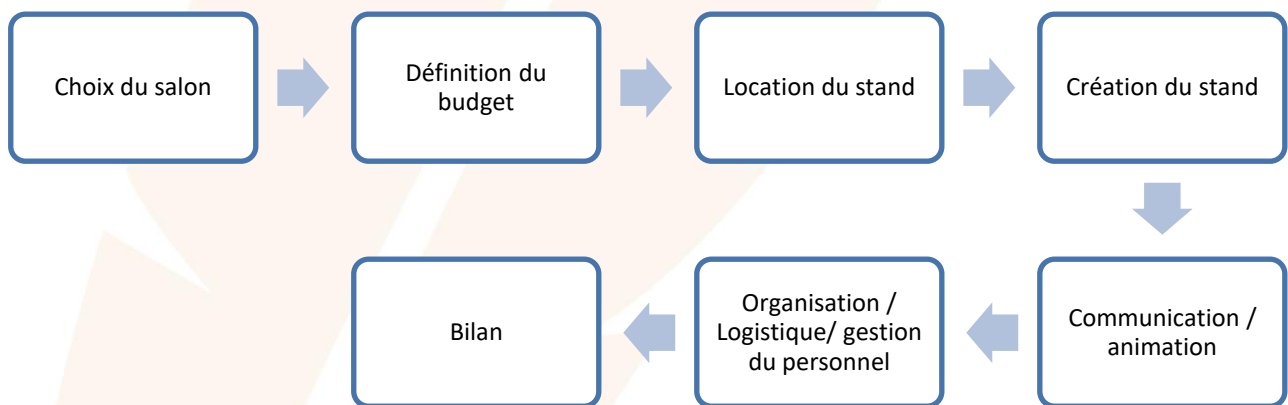 Choix du salon
Définition du
budget
Location du stand
Création du stand
Communication /
animation
Organisation /
Logistique/ gestion
du personnel
Bilan